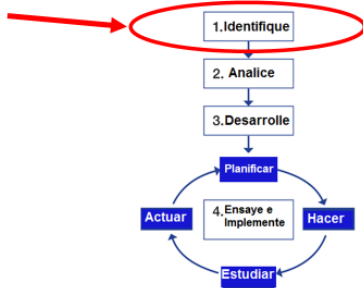 1.Identifique
2. Analice
3.Desarrolle
Planificar
Actuar
4.Ensaye e
Implemente
Hacer
Estudiar